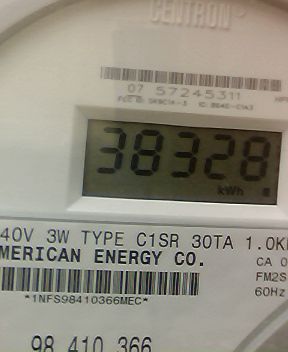 CENTRON
07 57245311
38328
kWh
40V 3W TYPE C1SR 30TA 1.0K
MERICAN ENERGY CO.
CA 0
FM2S
60Hz
*1NFS98410366MEC*
98 410 366